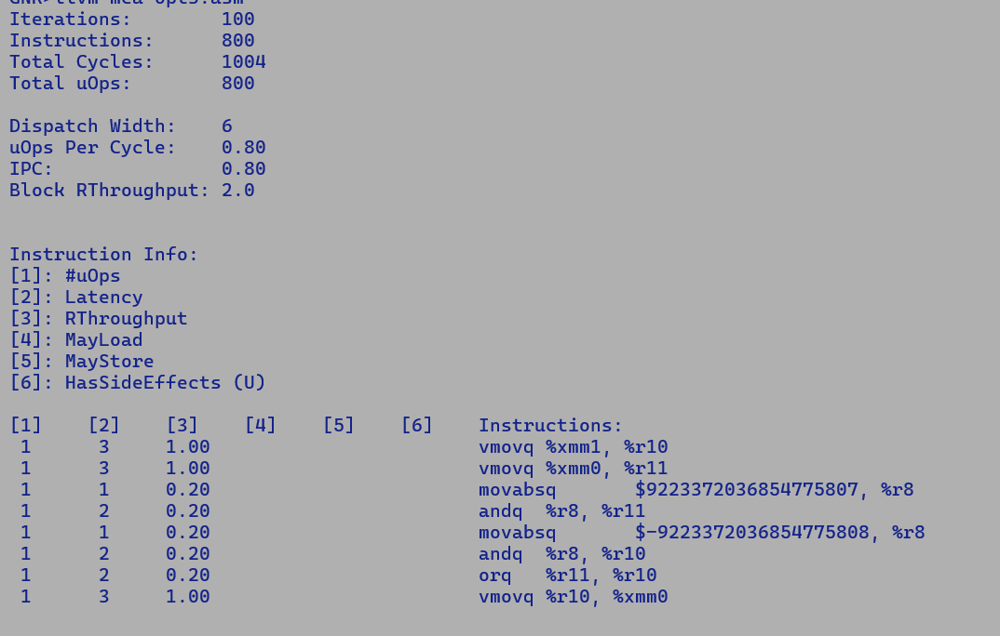 GNR>llvm-mca opt3.asm
Iterations:        100
Instructions:      800
Total Cycles:      1004
Total uOps:        800
Dispatch Width:    6
uOps Per Cycle:    0.80
IPC:               0.80
Block RThroughput: 2.0
Instruction Info:
[1]: #uOps
[2]: Latency
[3]: RThroughput
[4]: MayLoad
[5]: MayStore
[6]: HasSideEffects (U)
[1]    [2]    [3]    [4]    [5]    [6]    Instructions:
 1      3     1.00                        vmovq %xmm1, %r10
 1      3     1.00                        vmovq %xmm0, %r11
 1      1     0.20                        movabsq       $9223372036854775807, %r8
 1      2     0.20                        andq  %r8, %r11
 1      1     0.20                        movabsq       $-9223372036854775808, %r8
 1      2     0.20                        andq  %r8, %r10
 1      2     0.20                        orq   %r11, %r10
 1      3     1.00                        vmovq %r10, %xmm0